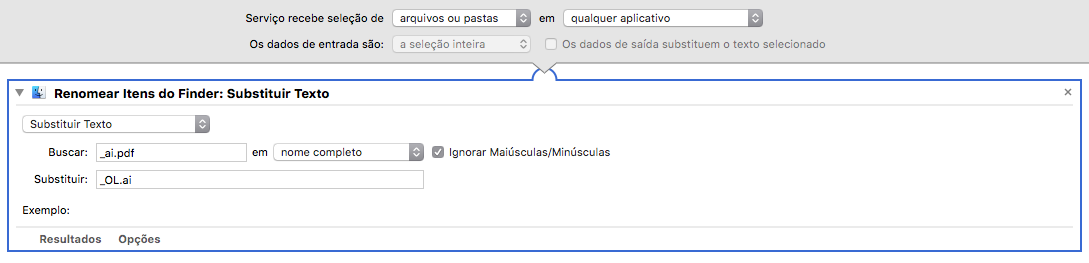 Serviço recebe seleção de arquivos ou pastas em qualquer aplicativo
Os dados de entrada são: a seleção inteira Os dados de saída substituem o texto selecionado
Renomear Itens do Finder: Substituir Texto
Substituir Texto
Buscar: _ai.pdf em nome completo Ignorar Maiúsculas/Minúsculas
Substituir: _OL.ai
Exemplo:
Resultados Opções